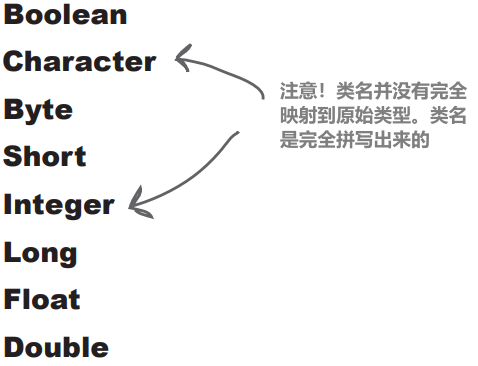 Boolean
Character
Byte
Short
Integer
Long
Float
Double
注意！类名并没有完全
映射到原始类型。类名
是完全拼写出来的